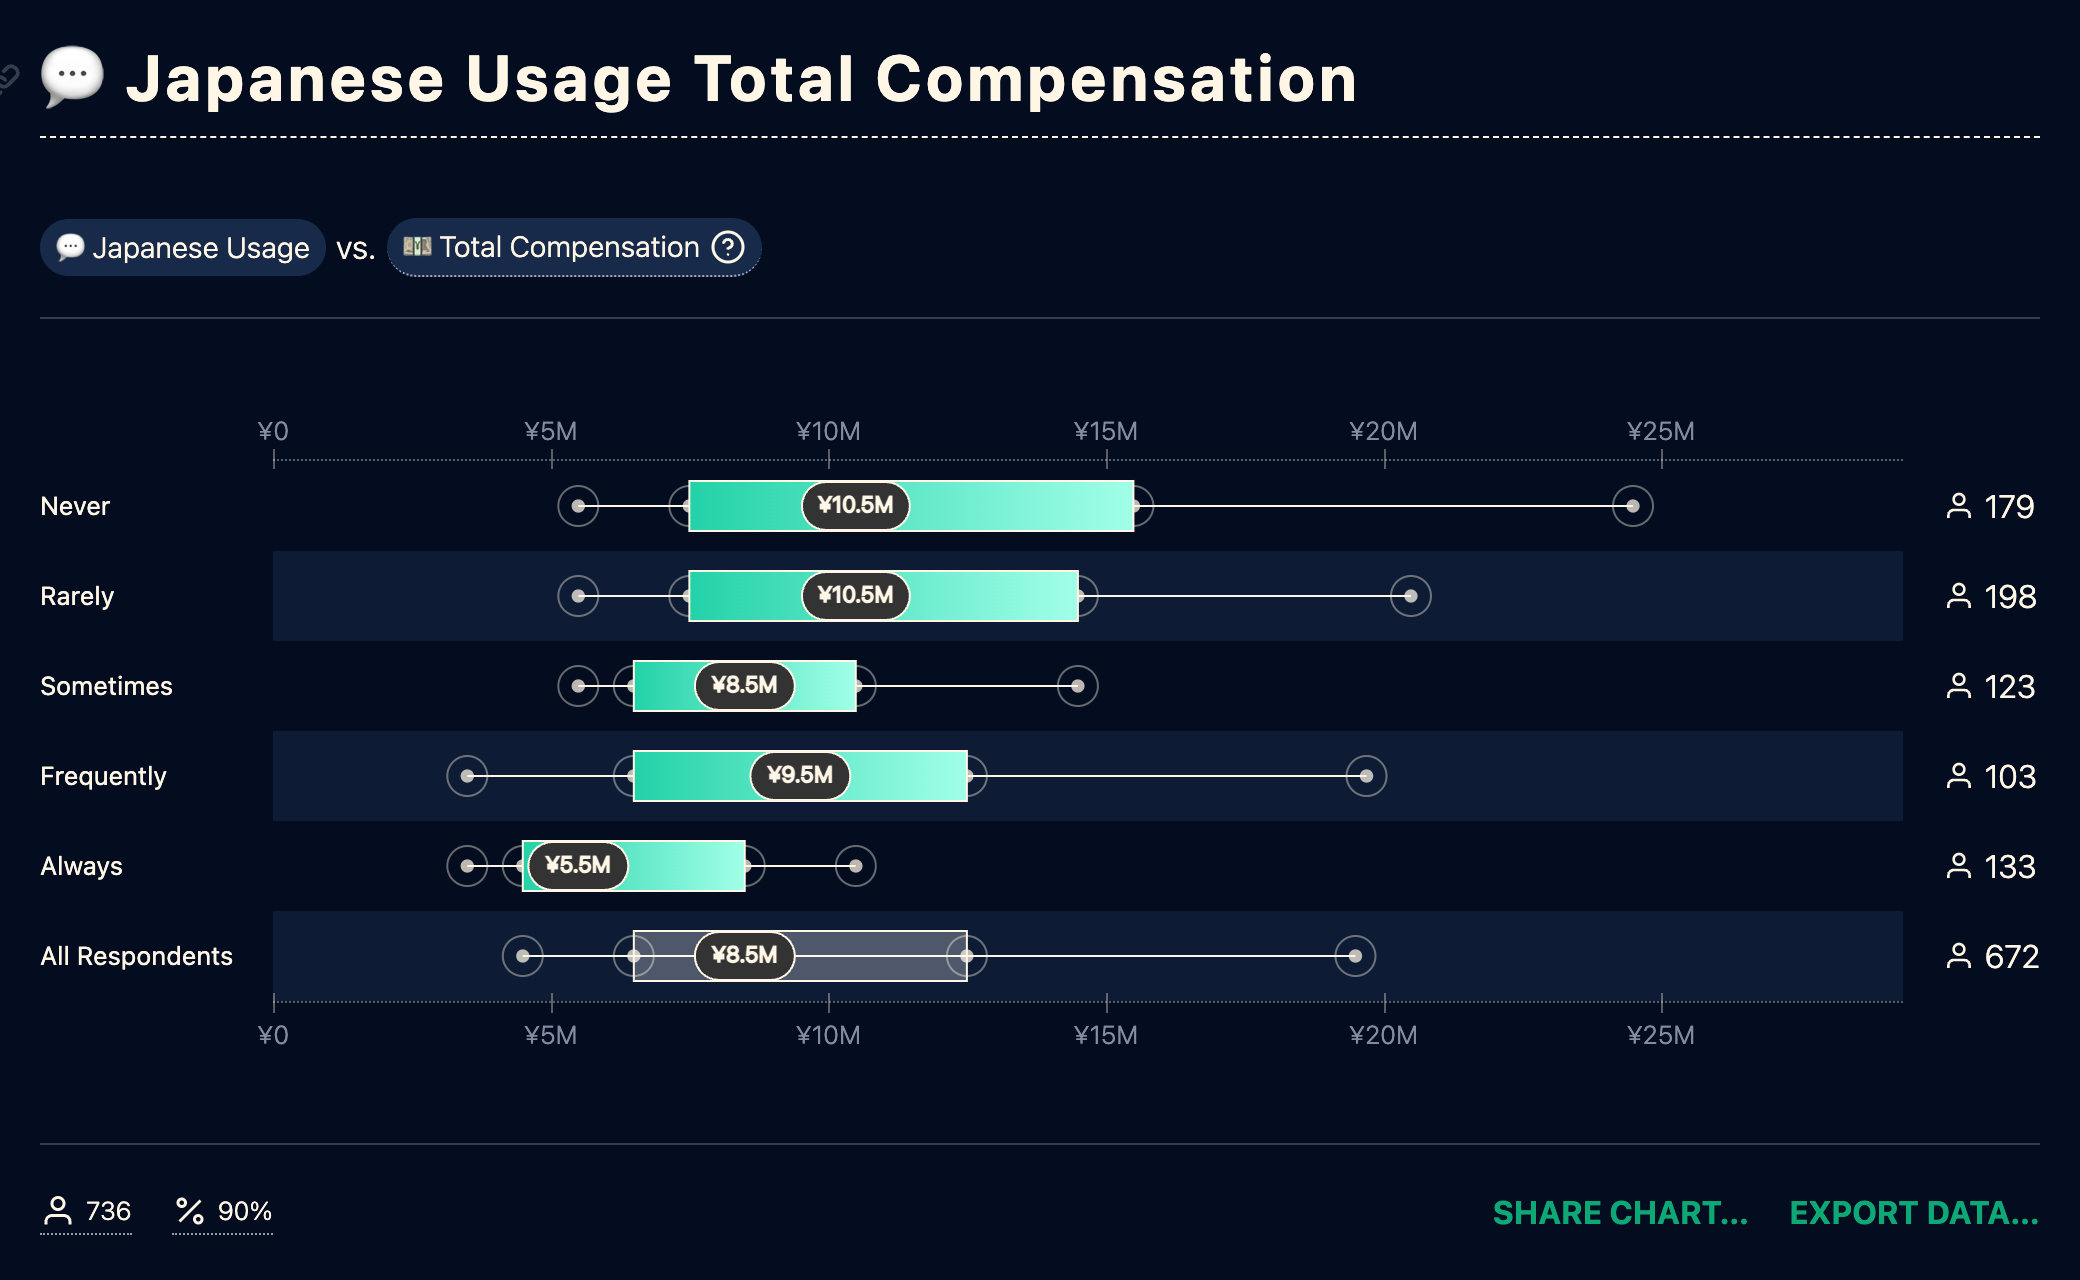 Japanese Usage Total Compensation
Japanese Usage vs. Total Compensation ?
¥0 ¥5M ¥10M ¥15M ¥20M ¥25M
Never ¥10.5M 179
Rarely ¥10.5M 198
Sometimes ¥8.5M 123
Frequently ¥9.5M 103
Always ¥5.5M 133
All Respondents ¥8.5M 672
¥0 ¥5M ¥10M ¥15M ¥20M ¥25M
736 90% SHARE CHART... EXPORT DATA...